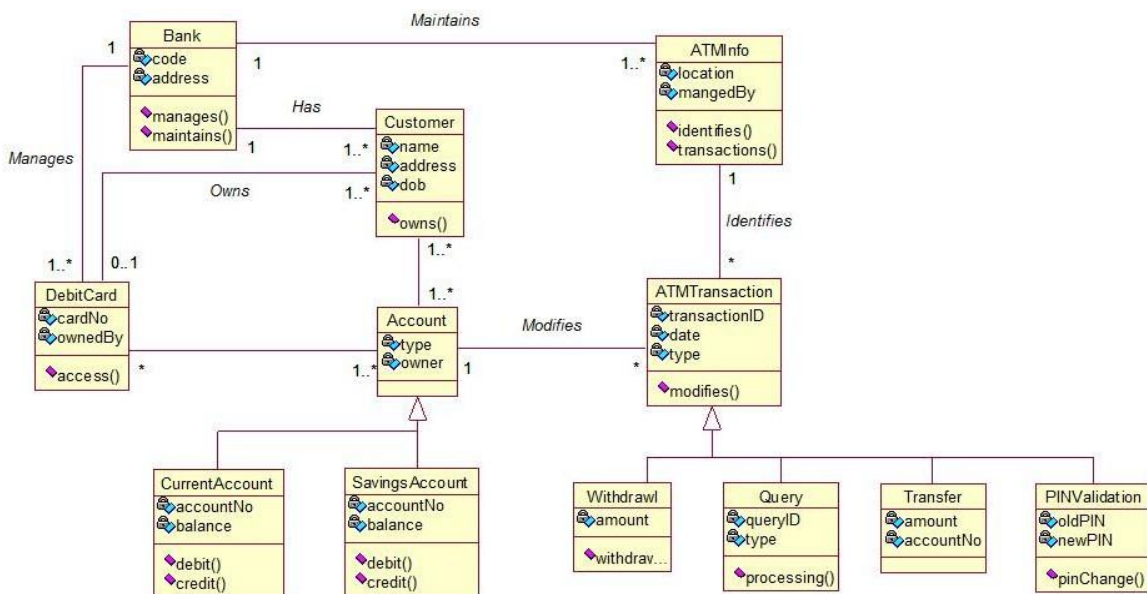 Maintains
Bank
code
address
manages()
maintains()
1
1
1..*
ATMInfo
location
mangedBy
identifies()
transactions()
Has
1
1..*
Customer
name
address
dob
owns()
Manages
Owns
1..*
1..*
0..1
1
Identifies
*
1..*
1..*
DebitCard
cardNo
ownedBy
access()
*
1..*
Account
type
owner
1
Modifies
*
ATMTransaction
transactionID
date
type
modifies()
CurrentAccount
accountNo
balance
debit()
credit()
SavingsAccount
accountNo
balance
debit()
credit()
Withdrawl
amount
withdraw...
Query
queryID
type
processing()
Transfer
amount
accountNo
PINValidation
oldPIN
newPIN
pinChange()